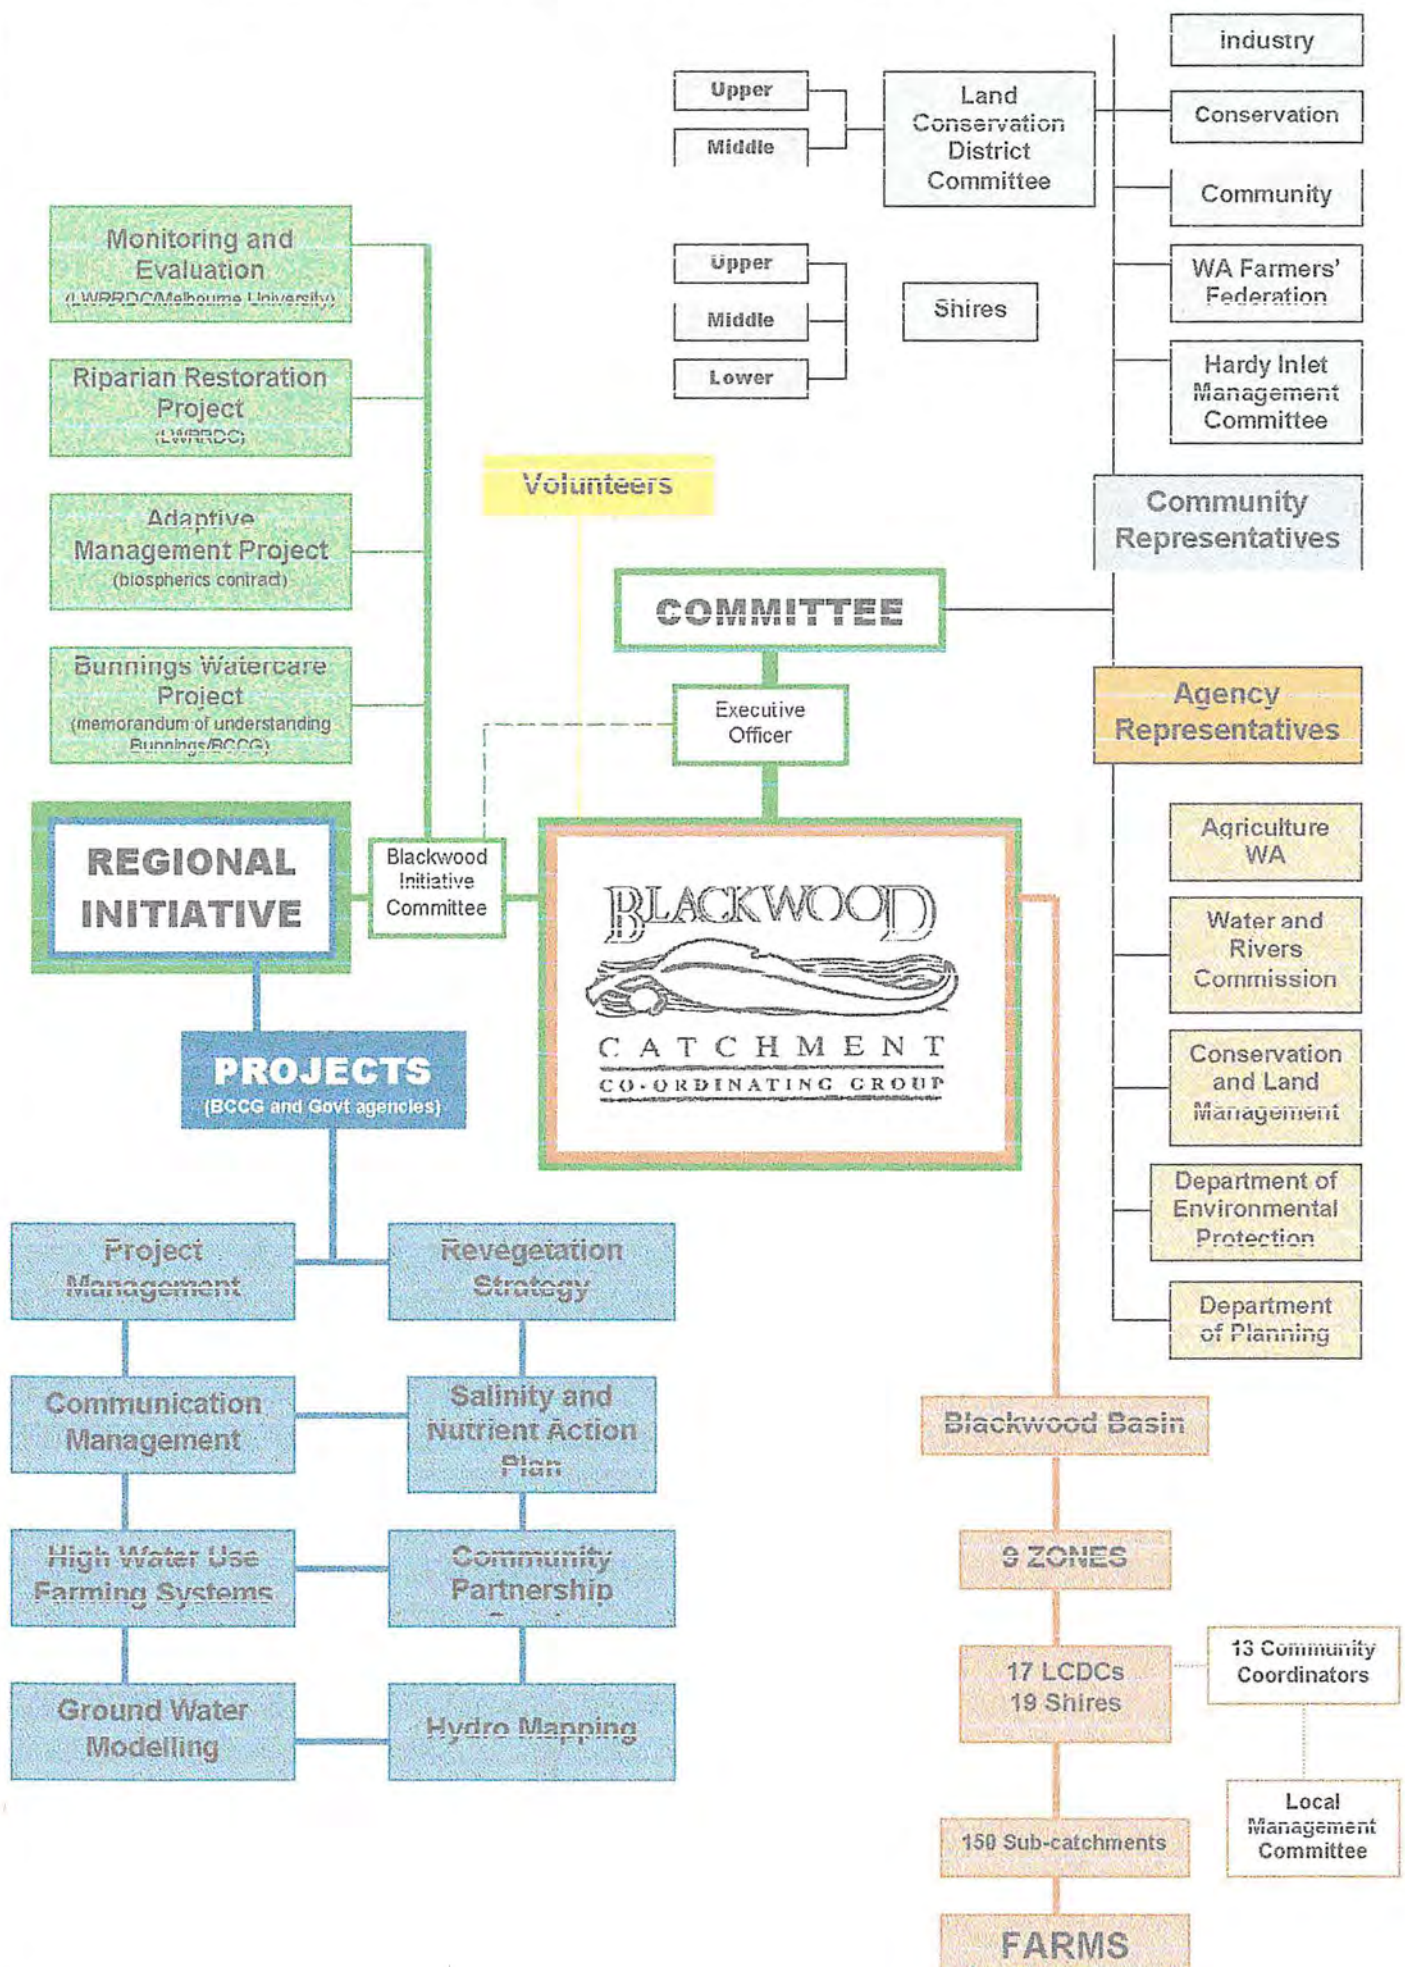 industry
Conservation
Community
WA Farmers'
Federation
Hardy Inlet
Management
Committee
Land
Conservation
District
Committee
Upper
Middle
Upper
Middle
Lower
Shires
Community
Representatives
Monitoring and
Evaluation
(LWRRDC/Melbourne University)
Riparian Restoration
Project
(LWRRDC)
Adaptive
Management Project
(biospherics contract)
Bunnings Watercare
Project
(memorandum of understanding
Bunnings/BCCG)
Volunteers
COMMITTEE
Executive
Officer
Agency
Representatives
Agriculture
WA
Water and
Rivers
Commission
Conservation
and Land
Management
Department of
Environmental
Protection
Department
of Planning
REGIONAL
INITIATIVE
Blackwood
Initiative
Committee
BLACKWOOD
CATCHMENT
CO-ORDINATING GROUP
PROJECTS
(BCCG and Govt agencies)
Project
Management
Revegetation
Strategy
Communication
Management
Salinity and
Nutrient Action
Plan
High Water Use
Farming Systems
Community
Partnership
Ground Water
Modelling
Hydro Mapping
Blackwood Basin
9 ZONES
17 LCDCs
19 Shires
13 Community
Coordinators
Local
Management
Committee
150 Sub-catchments
FARMS